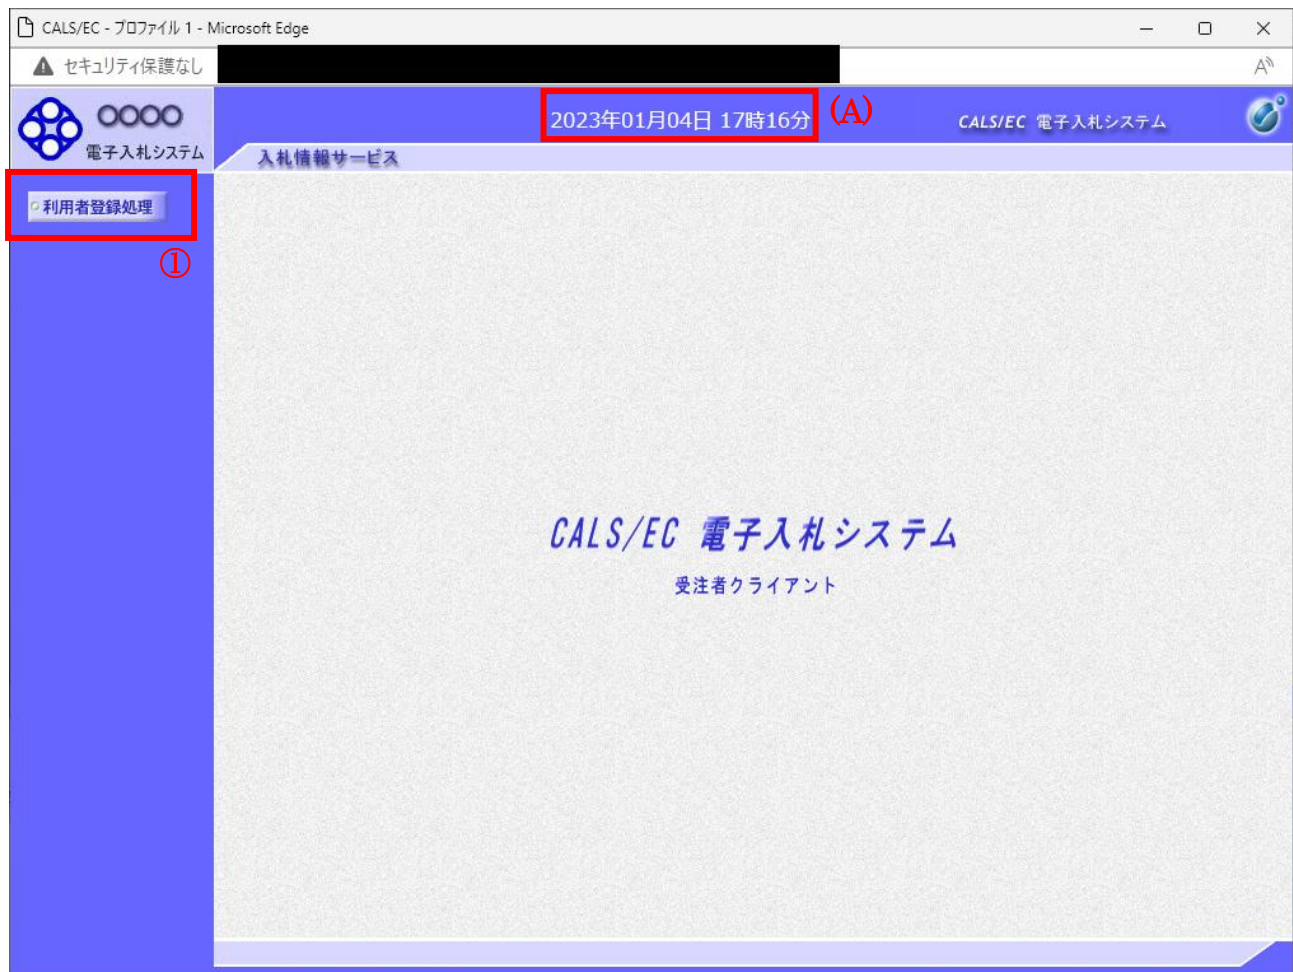 CALS/EC - プロファイル 1 - Microsoft Edge
セキュリティ保護なし
○○○○
電子入札システム
2023年01月04日 17時16分
(A)
CALS/EC 電子入札システム
入札情報サービス
利用者登録処理
①
CALS/EC 電子入札システム
受注者クライアント